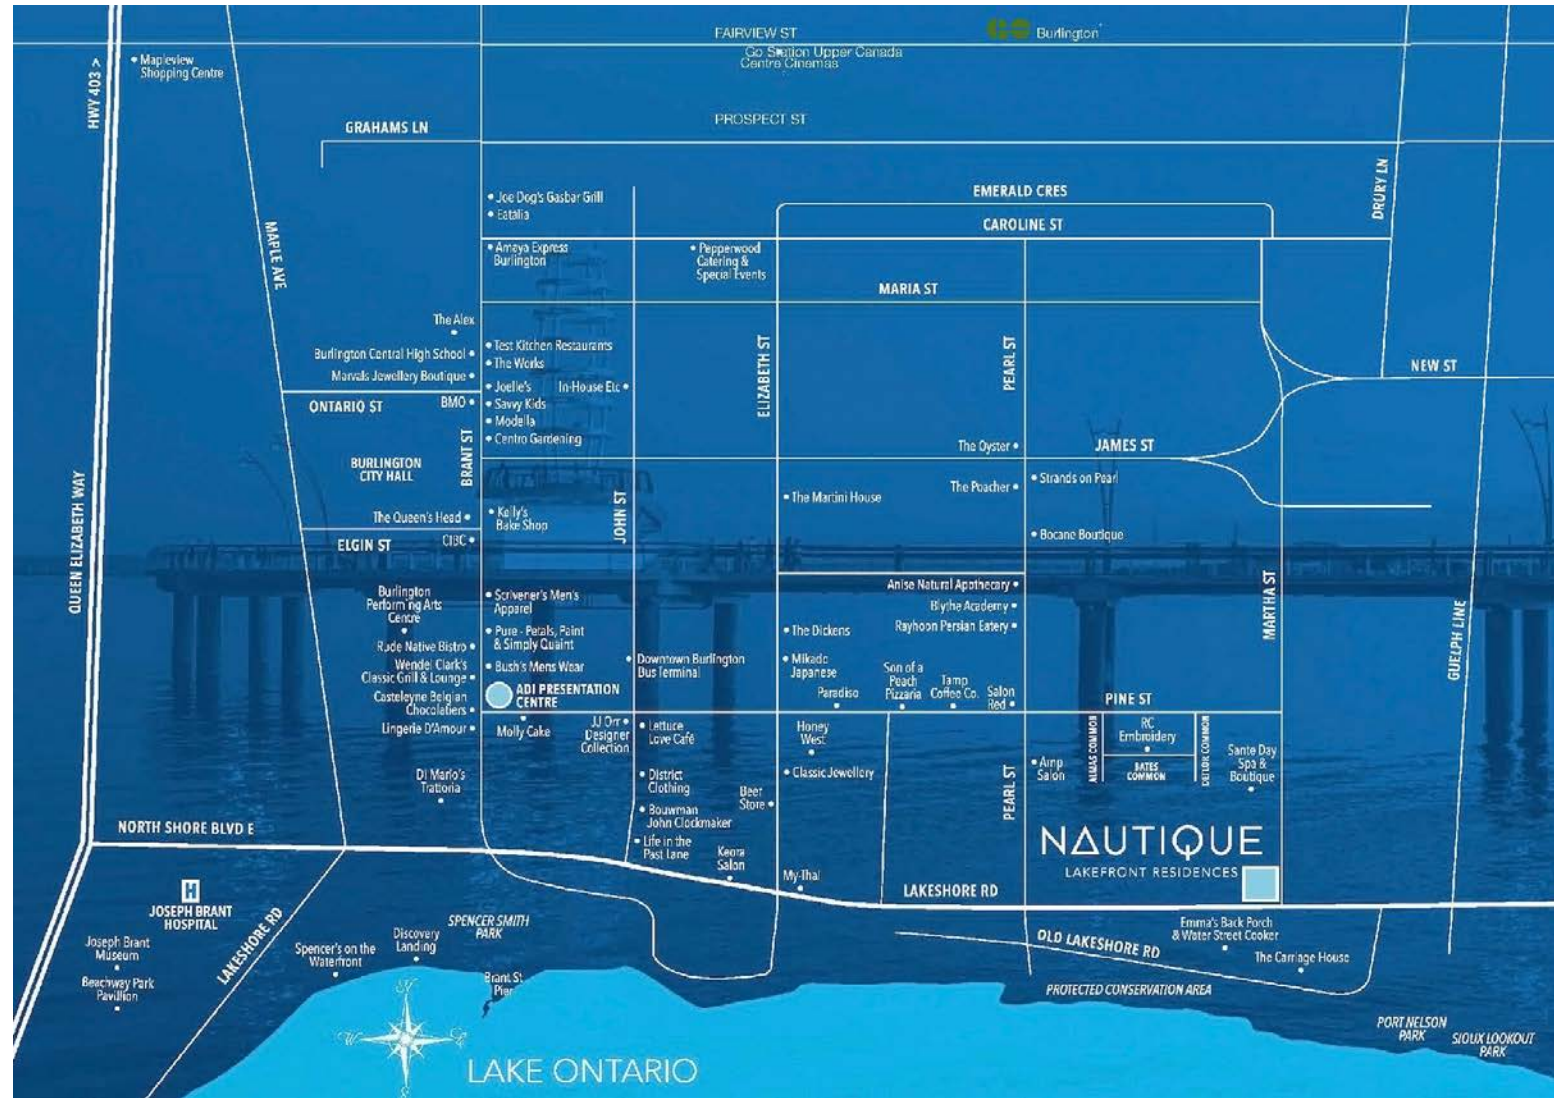 FAIRVIEW ST
GO Burlington
Go Station Upper Canada
Centre Cinemas
HWY 403 >
Mapleview
Shopping Centre
PROSPECT ST
GRAHAMS LN
DRURY LN
EMERALD CRES
Joe Dog's Gasbar Grill
Eatalia
CAROLINE ST
MAPLE AVE
Amaya Express
Burlington
Pepperwood
Catering &
Special Events
MARIA ST
The Alex
Test Kitchen Restaurants
Burlington Central High School
The Works
Marvals Jewellery Boutique
ELIZABETH ST
PEARL ST
NEW ST
Joelle's
In-House Etc
ONTARIO ST
BMO
Savvy Kids
Modella
Centro Gardening
BRANT ST
The Oyster
JAMES ST
BURLINGTON
CITY HALL
Strands on Pearl
The Poacher
The Martini House
QUEEN ELIZABETH WAY
JOHN ST
The Queen's Head
Kelly's
Bake Shop
ELGIN ST
CIBC
Bocane Boutique
MARTHA ST
GUELPH LINE
Anise Natural Apothecary
Burlington
Performing Arts
Centre
Scrivener's Men's
Apparel
Blythe Academy
Rayhoon Persian Eatery
Pure - Petals, Paint
& Simply Quaint
The Dickens
Rude Native Bistro
Wendel Clark's
Classic Grill & Lounge
Bush's Mens Wear
Downtown Burlington
Bus Terminal
Mikado
Japanese
Son of a
Peach
Pizzaria
Tamp
Coffee Co.
Salon
Red
Paradiso
ADI PRESENTATION
CENTRE
Casteleyne Belgian
Chocolatiers
PINE ST
Lingerie D'Amour
Molly Cake
JJ Orr
Designer
Collection
Lettuce
Love Café
Honey
West
ALMAS COMMON
RC
Embroidery
BATES
COMMON
DETLOR COMMON
Sante Day
Spa &
Boutique
Amp
Salon
PEARL ST
Di Mario's
Trattoria
District
Clothing
Classic Jewellery
Beer
Store
Bouwman
John Clockmaker
NORTH SHORE BLVD E
Life in the
Past Lane
Keora
Salon
My-Thai
NAUTIQUE
LAKEFRONT RESIDENCES
LAKESHORE RD
H
JOSEPH BRANT
HOSPITAL
LAKESHORE RD
Joseph Brant
Museum
Beachway Park
Pavillion
Spencer's on the
Waterfront
Discovery
Landing
SPENCER SMITH
PARK
Brant St
Pier
OLD LAKESHORE RD
Emma's Back Porch
& Water Street Cooker
The Carriage House
PROTECTED CONSERVATION AREA
PORT NELSON
PARK
SIOUX LOOKOUT
PARK
N
W
E
S
LAKE ONTARIO